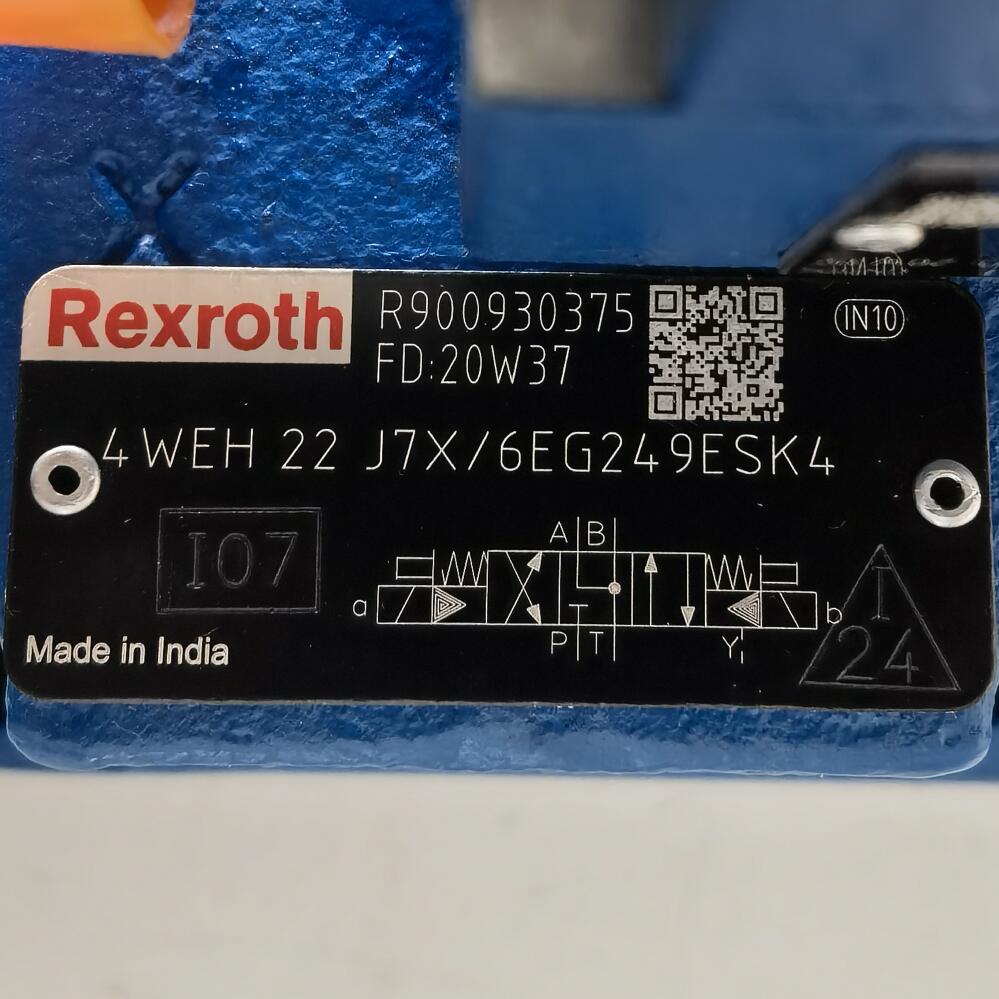 X
Rexroth
R900930375
FD:20W37
IN10
4WEH 22 J7X/6EG249ESK4
I07
A B
a
b
P T
Y
I
24
Made in India